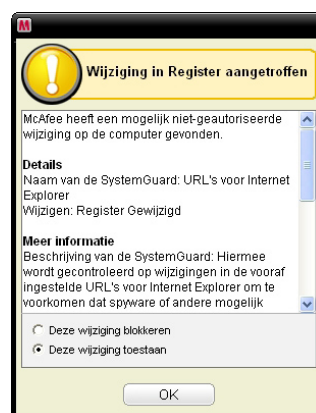 M
Wijziging in Register aangetroffen
McAfee heeft een mogelijk niet-geautoriseerde
wijziging op de computer gevonden.
Details
Naam van de SystemGuard: URL's voor Internet
Explorer
Wijzigen: Register Gewijzigd
Meer informatie
Beschrijving van de SystemGuard: Hiermee
wordt gecontroleerd op wijzigingen in de vooraf
ingestelde URL's voor Internet Explorer om te
voorkomen dat spyware of andere mogelijk
Deze wijziging blokkeren
Deze wijziging toestaan
OK